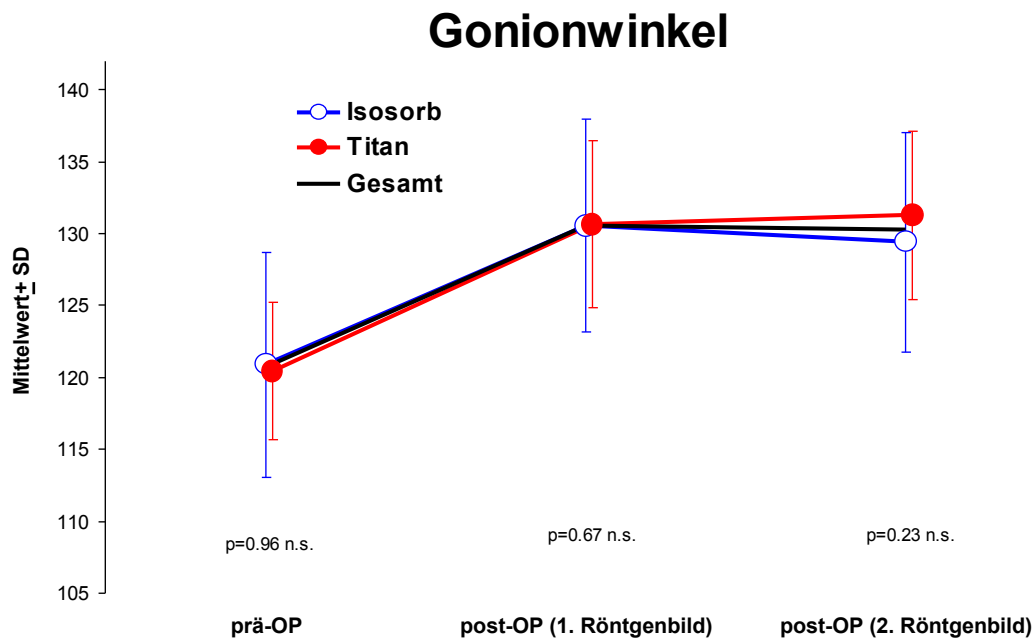 Gonionwinkel
140
135
130
125
120
115
110
105
Mittelwert+ SD
Isosorb
Titan
Gesamt
p=0.96 n.s.
p=0.67 n.s.
p=0.23 n.s.
prä-OP
post-OP (1. Röntgenbild)
post-OP (2. Röntgenbild)